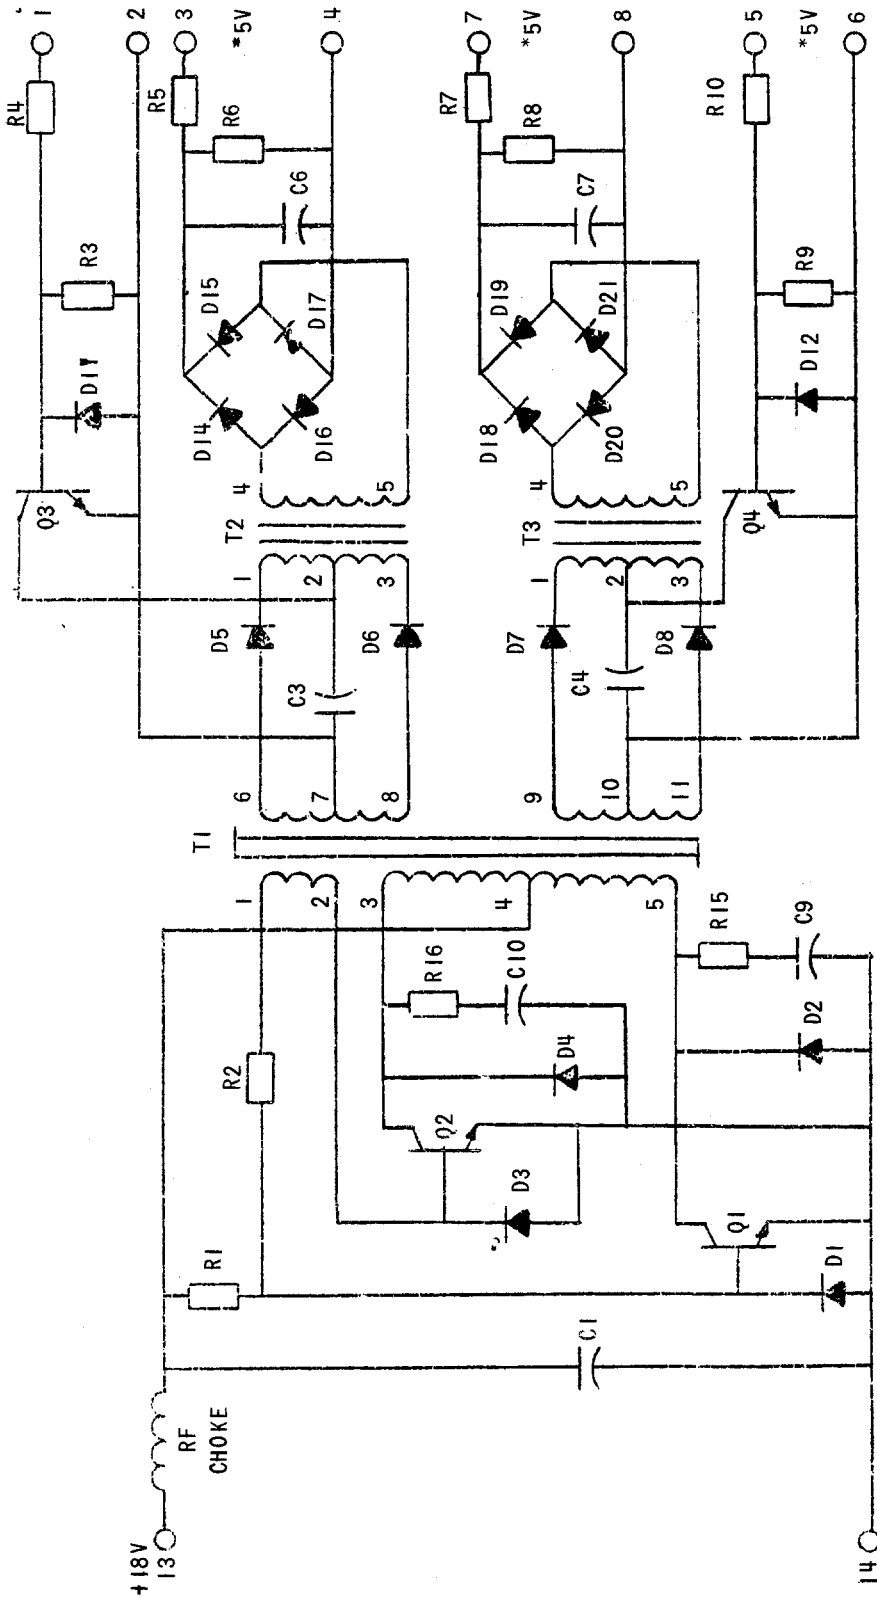 1
2
3
*5V
4
7
*5V
8
5
*5V
6
R4
R5
R6
R7
R8
R10
C6
C7
R3
D15
D17
D19
D21
R9
D11
D14
D16
D18
D20
D12
4
5
4
5
Q3
T2
T3
Q4
1
2
3
1
2
3
D5
D6
D7
D8
C3
C4
6
7
8
9
10
11
T1
1
2
3
4
5
R16
C10
R15
C9
R2
D4
D2
Q2
D3
Q1
R1
D1
C1
RF
CHOKE
+18V
13
14